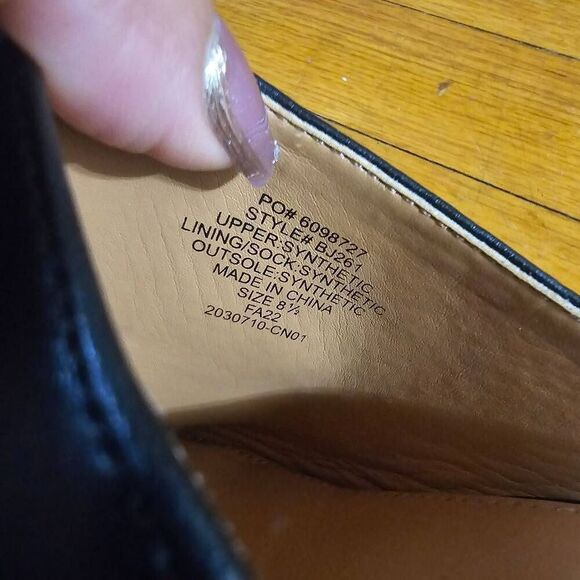 PO# 6098727
STYLE# BJ261
UPPER:SYNTHETIC
LINING/SOCK:SYNTHETIC
OUTSOLE:SYNTHETIC
MADE IN CHINA
SIZE 8½
FA22
2030710-CN01